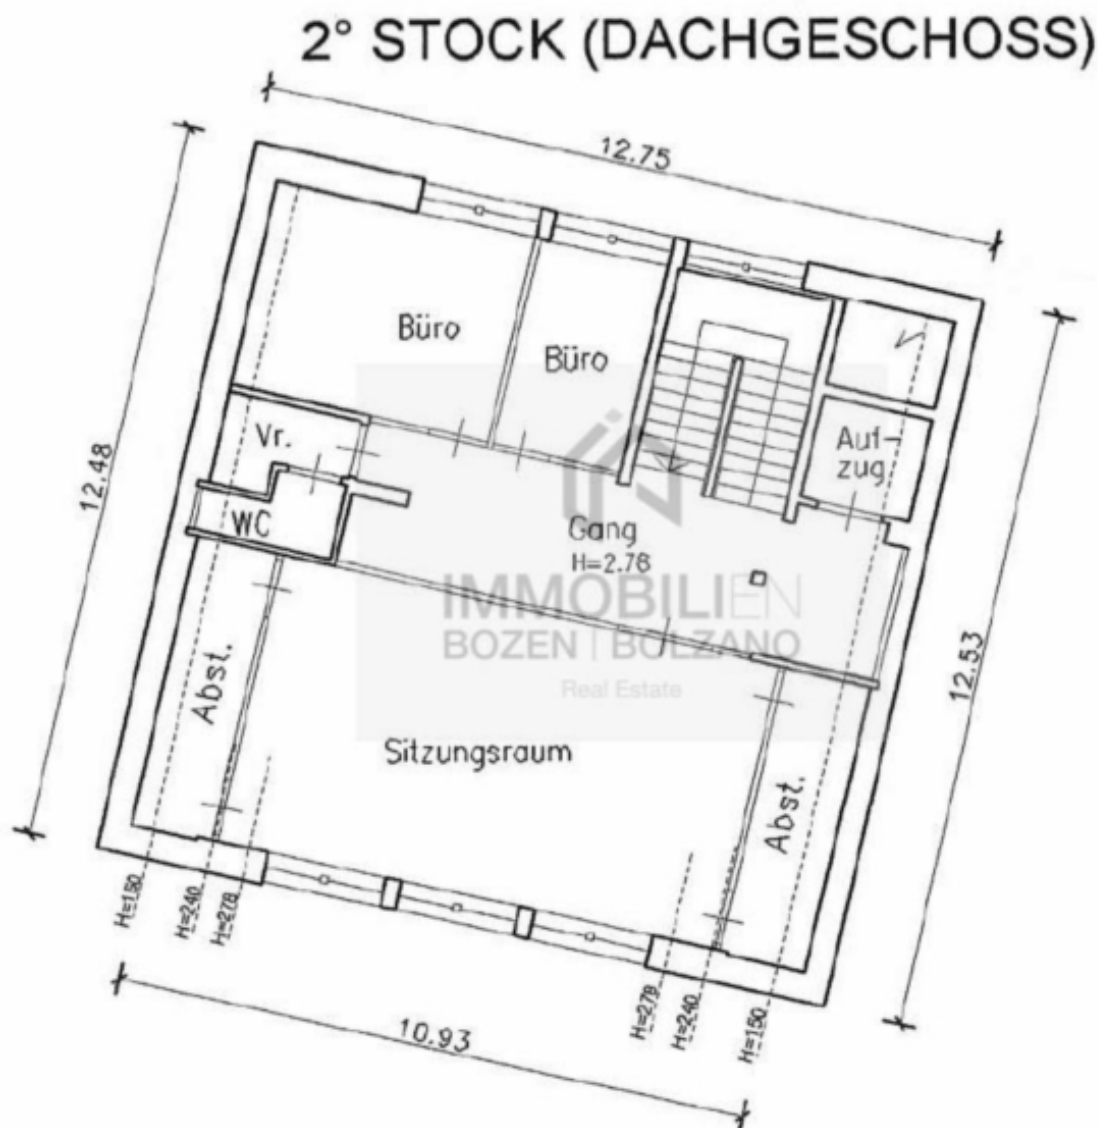 2° STOCK (DACHGESCHOSS)
12.75
12.48
Büro
Büro
Vr.
Auf-
zug
WC
Gang
H=2.78
IMMOBILIEN
BOZEN | BOLZANO
Real Estate
12.53
Abst.
Sitzungsraum
Abst.
H=150
H=240
H=278
H=278
H=240
H=150
10.93